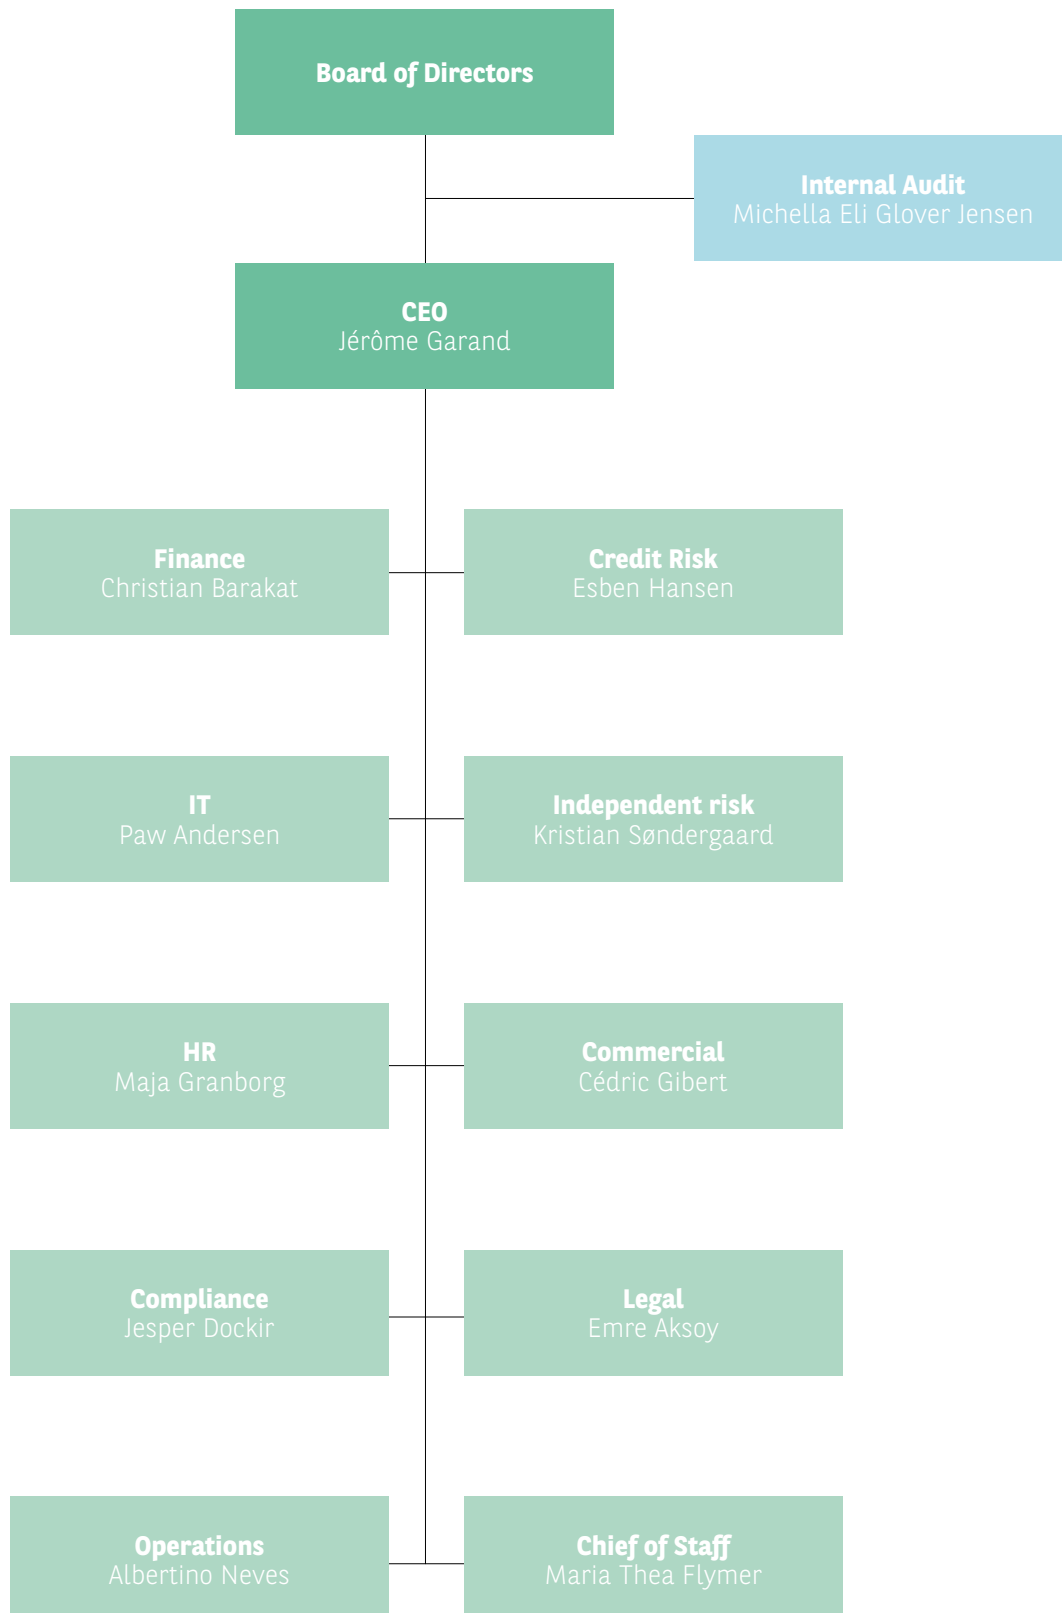 Board of Directors
Internal Audit
Michella Eli Glover Jensen
CEO
Jérôme Garand
Finance
Christian Barakat
Credit Risk
Esben Hansen
IT
Paw Andersen
Independent risk
Kristian Søndergaard
HR
Maja Granborg
Commercial
Cédric Gibert
Compliance
Jesper Dockir
Legal
Emre Aksoy
Operations
Albertino Neves
Chief of Staff
Maria Thea Flymer